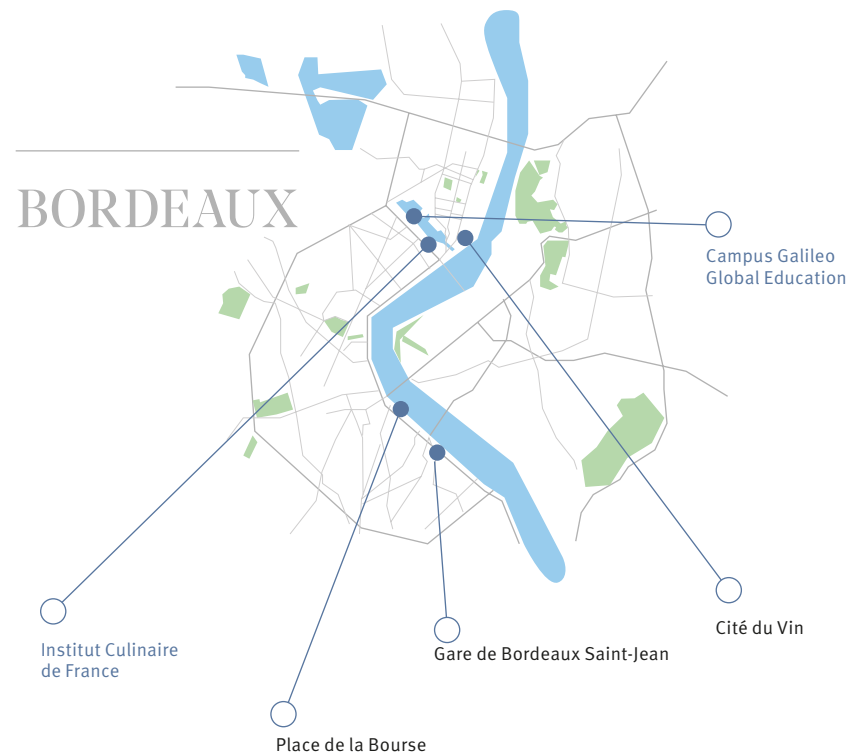 BORDEAUX
Campus Galileo
Global Education
Cité du Vin
Institut Culinaire
de France
Gare de Bordeaux Saint-Jean
Place de la Bourse